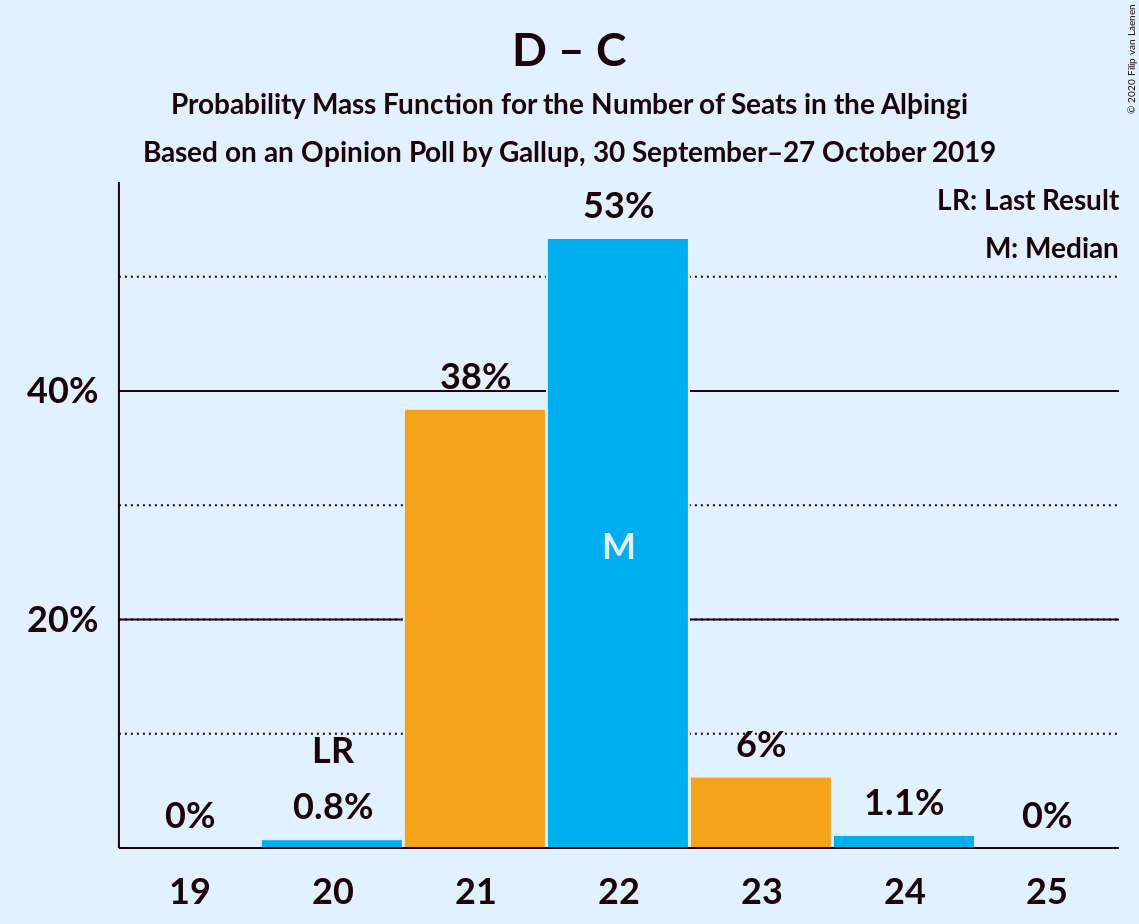 D – C
Probability Mass Function for the Number of Seats in the Alþingi
Based on an Opinion Poll by Gallup, 30 September–27 October 2019
© 2020 Filip van Laenen
LR: Last Result
M: Median
53%
38%
40%
M
20%
LR
6%
0%
0.8%
1.1%
0%
19
20
21
22
23
24
25